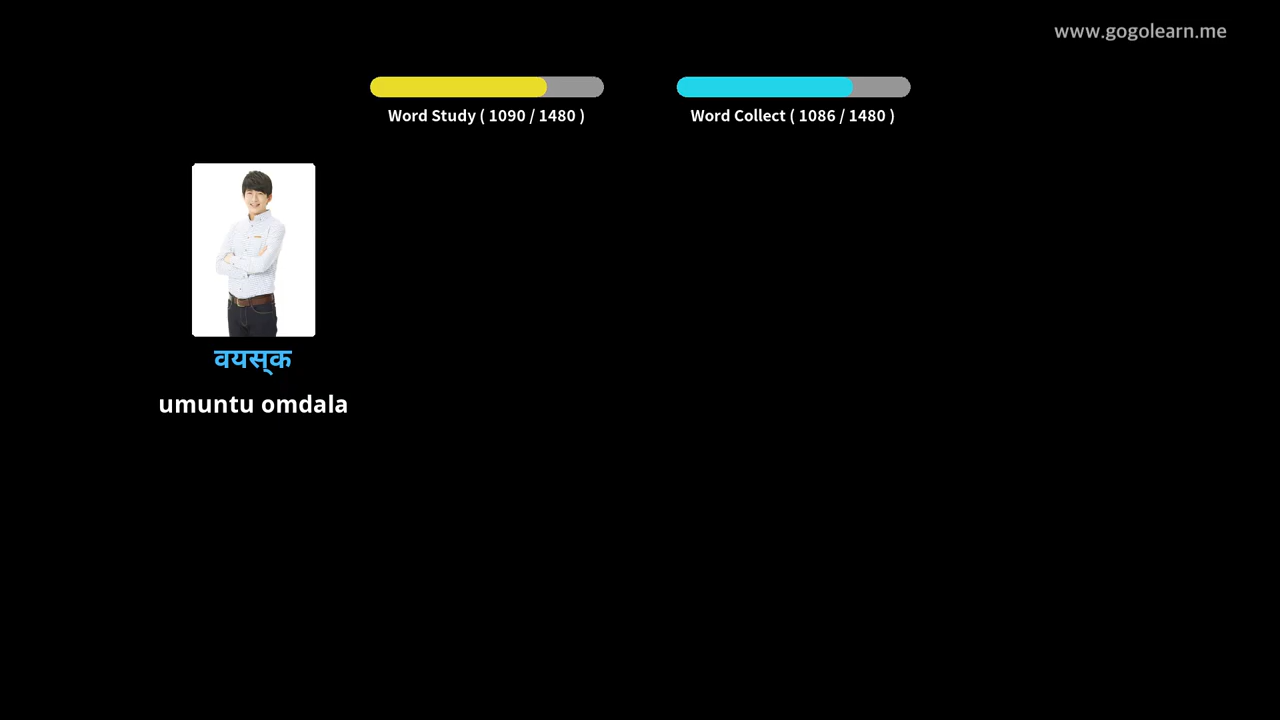 www.gogolearn.me
Word Study ( 1090 / 1480 )
Word Collect ( 1086 / 1480 )
वयस्क
umuntu omdala